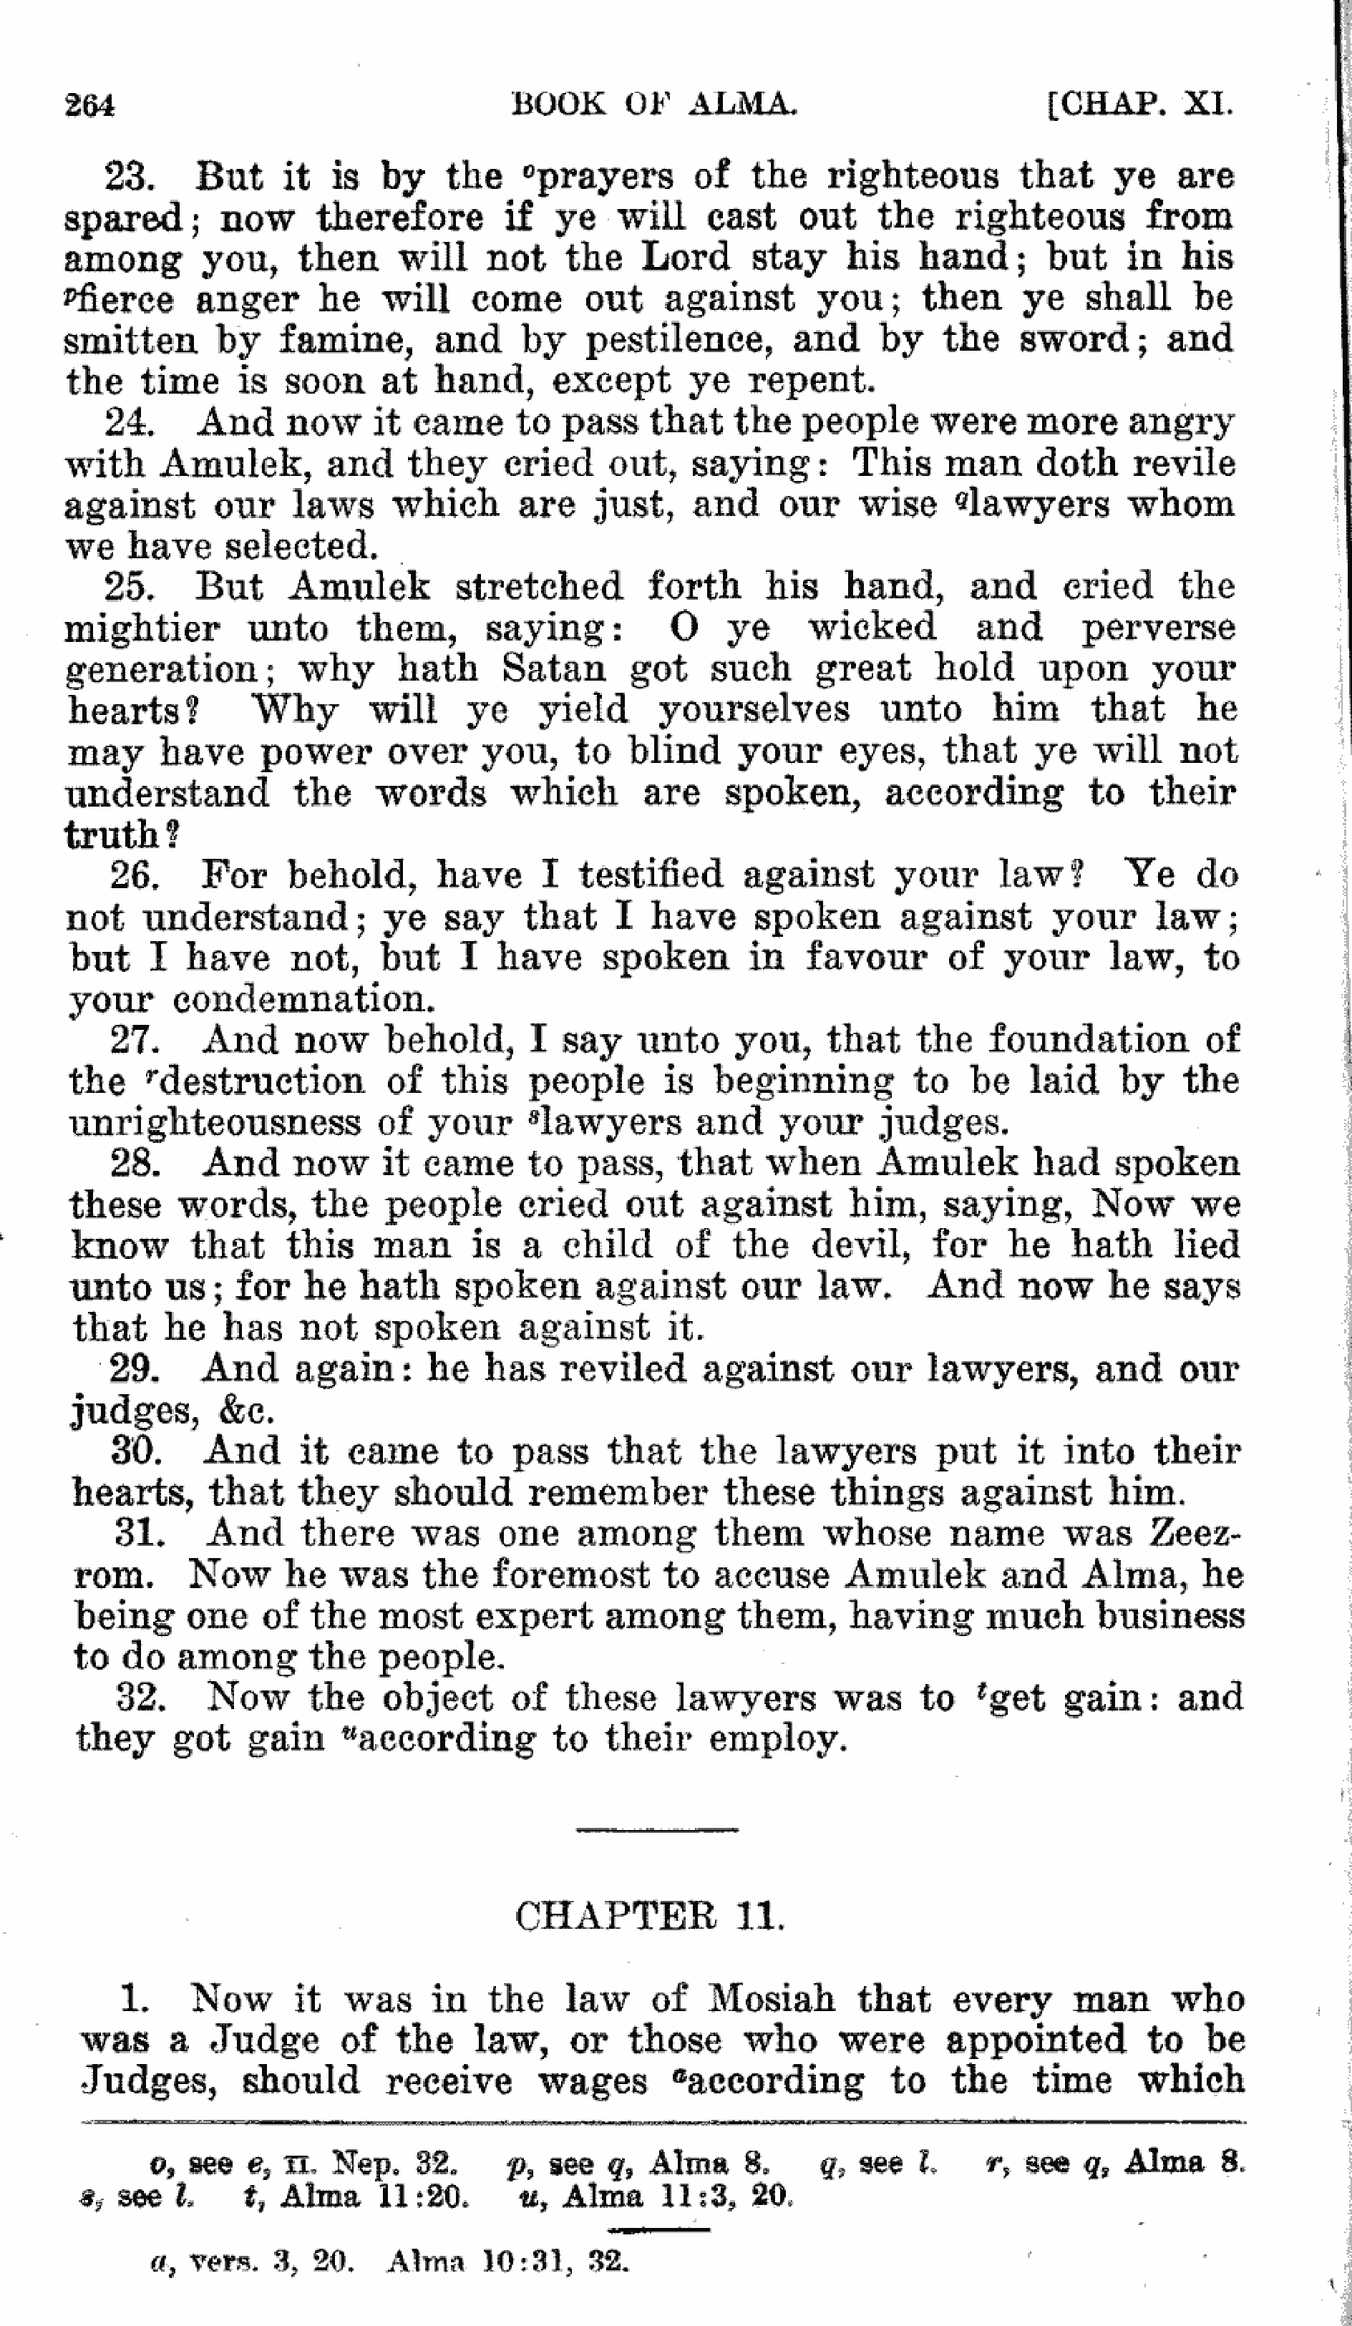 264 BOOK OF ALMA. [CHAP. XI.
23. But it is by the ᵒprayers of the righteous that ye are
spared; now therefore if ye will cast out the righteous from
among you, then will not the Lord stay his hand; but in his
ᵖfierce anger he will come out against you; then ye shall be
smitten by famine, and by pestilence, and by the sword; and
the time is soon at hand, except ye repent.
24. And now it came to pass that the people were more angry
with Amulek, and they cried out, saying: This man doth revile
against our laws which are just, and our wise qlawyers whom
we have selected.
25. But Amulek stretched forth his hand, and cried the
mightier unto them, saying: O ye wicked and perverse
generation; why hath Satan got such great hold upon your
hearts? Why will ye yield yourselves unto him that he
may have power over you, to blind your eyes, that ye will not
understand the words which are spoken, according to their
truth?
26. For behold, have I testified against your law? Ye do
not understand; ye say that I have spoken against your law;
but I have not, but I have spoken in favour of your law, to
your condemnation.
27. And now behold, I say unto you, that the foundation of
the ʳdestruction of this people is beginning to be laid by the
unrighteousness of your ˢlawyers and your judges.
28. And now it came to pass, that when Amulek had spoken
these words, the people cried out against him, saying, Now we
know that this man is a child of the devil, for he hath lied
unto us; for he hath spoken against our law. And now he says
that he has not spoken against it.
29. And again: he has reviled against our lawyers, and our
judges, &c.
30. And it came to pass that the lawyers put it into their
hearts, that they should remember these things against him.
31. And there was one among them whose name was Zeez-
rom. Now he was the foremost to accuse Amulek and Alma, he
being one of the most expert among them, having much business
to do among the people.
32. Now the object of these lawyers was to ᵗget gain: and
they got gain ᵘaccording to their employ.
CHAPTER 11.
1. Now it was in the law of Mosiah that every man who
was a Judge of the law, or those who were appointed to be
Judges, should receive wages ᵃaccording to the time which
o, see e, II. Nep. 32. p, see q, Alma 8. q, see l. r, see q, Alma 8.
s, see l. t, Alma 11:20. u, Alma 11:3, 20.
a, vers. 3, 20. Alma 10:31, 32.